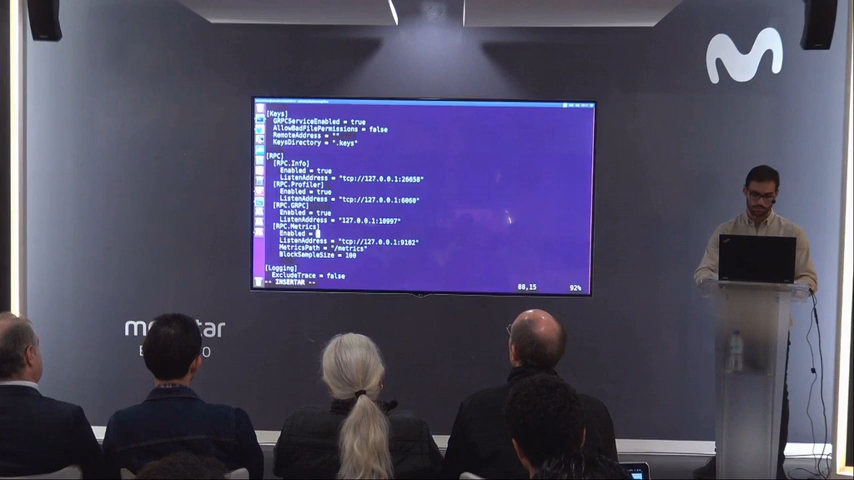 [Keys]
GRPCServiceEnabled = true
AllowBadFilePermissions = false
RemoteAddress = ""
KeysDirectory = ".keys"
[RPC]
[RPC.Info]
Enabled = true
ListenAddress = "tcp://127.0.0.1:26658"
[RPC.Profiler]
Enabled = true
ListenAddress = "tcp://127.0.0.1:6060"
[RPC.GRPC]
Enabled = true
ListenAddress = "127.0.0.1:10997"
[RPC.Metrics]
Enabled =
ListenAddress = "tcp://127.0.0.1:9102"
MetricsPath = "/metrics"
BlockSampleSize = 100
[Logging]
ExcludeTrace = false
-- INSERTAR --
88,15
92%